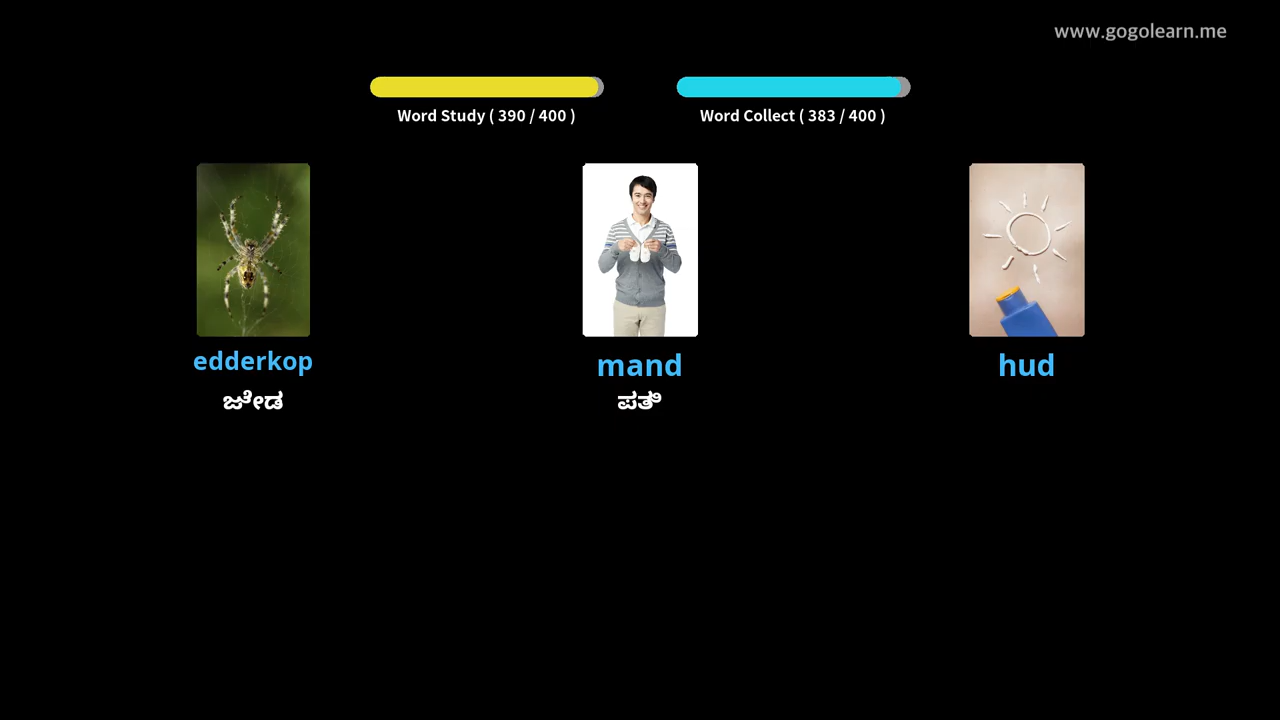 www.gogolearn.me
Word Study ( 390 / 400 )
Word Collect ( 383 / 400 )
edderkop
mand
hud
ಜೇಡ
ಪತಿ